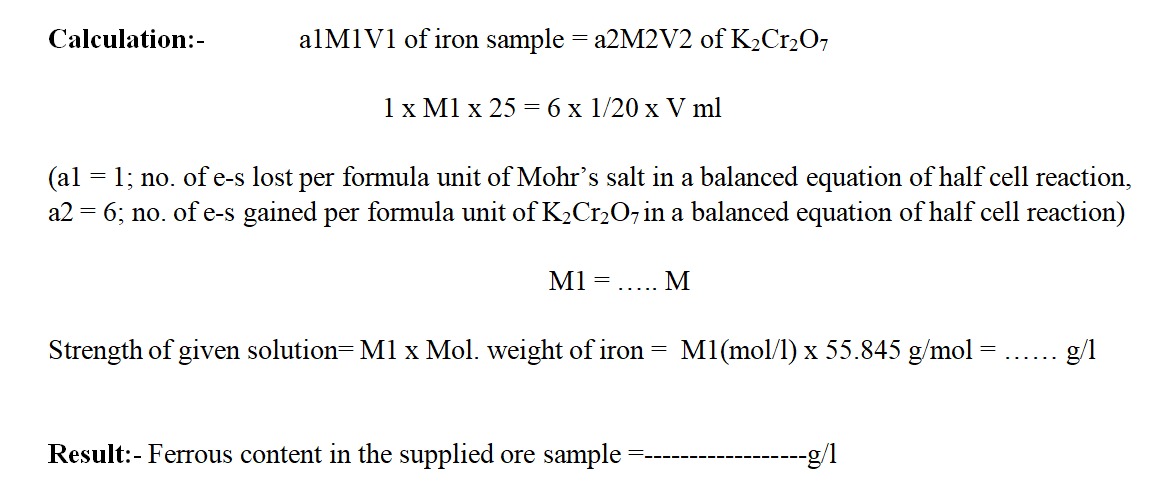 Calculation:- a1M1V1 of iron sample = a2M2V2 of K₂Cr₂O₇
1 x M1 x 25 = 6 x 1/20 x V ml
(a1 = 1; no. of e-s lost per formula unit of Mohr’s salt in a balanced equation of half cell reaction,
a2 = 6; no. of e-s gained per formula unit of K₂Cr₂O₇ in a balanced equation of half cell reaction)
M1 = ….. M
Strength of given solution= M1 x Mol. weight of iron = M1(mol/l) x 55.845 g/mol = …… g/l
Result:- Ferrous content in the supplied ore sample =------------------g/l